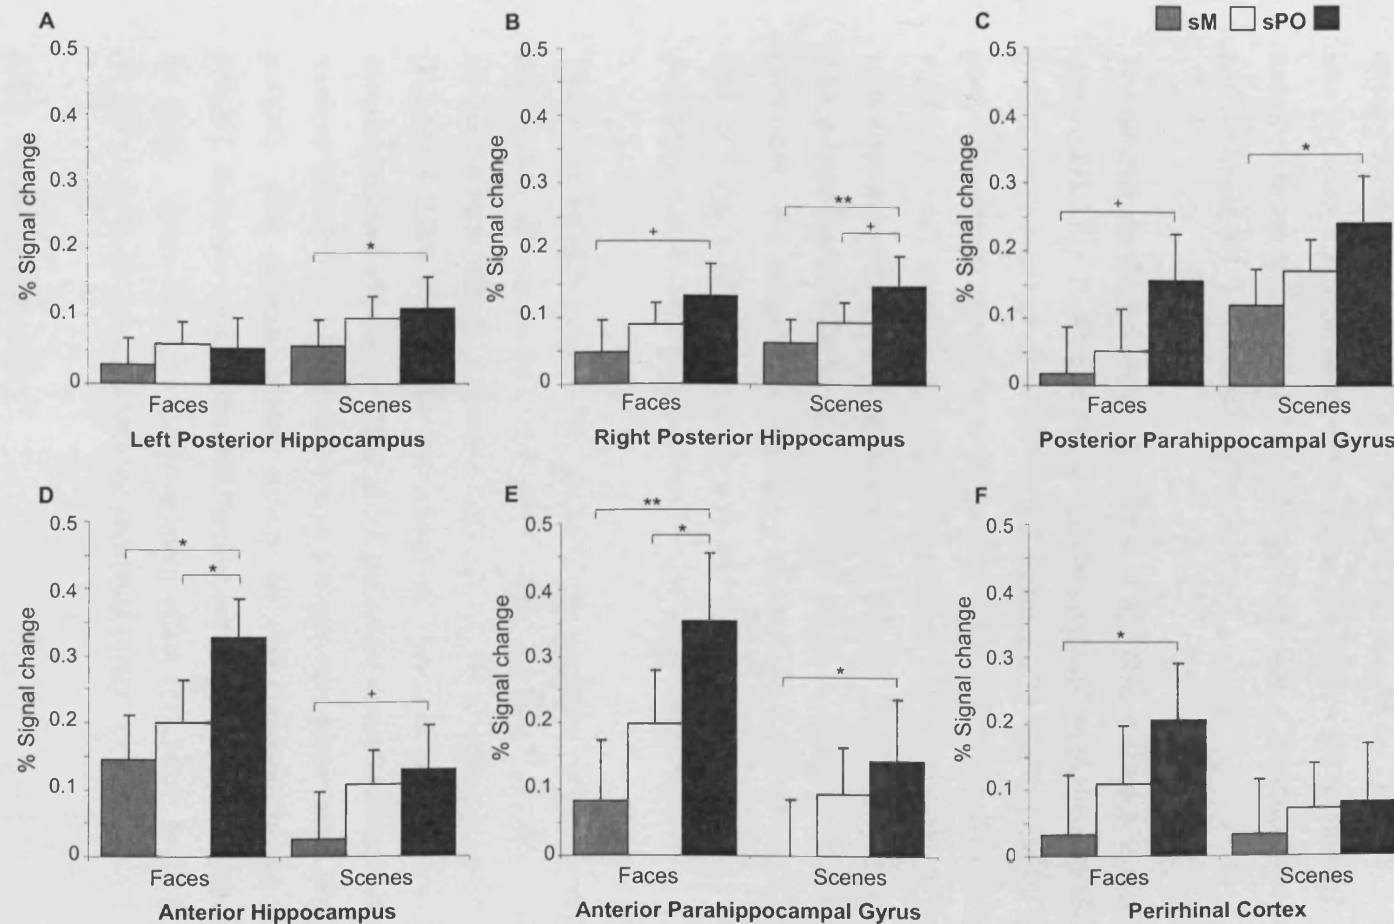 A
B
C
sM sPO
% Signal change
0.5
0.4
0.3
0.2
0.1
0
*
Faces Scenes
Left Posterior Hippocampus
% Signal change
0.5
0.4
0.3
0.2
0.1
0
+
**
+
Faces Scenes
Right Posterior Hippocampus
% Signal change
0.5
0.4
0.3
0.2
0.1
0
+
*
Faces Scenes
Posterior Parahippocampal Gyrus
D
% Signal change
0.5
0.4
0.3
0.2
0.1
0
*
*
+
Faces Scenes
Anterior Hippocampus
E
% Signal change
0.5
0.4
0.3
0.2
0.1
0
**
*
*
Faces Scenes
Anterior Parahippocampal Gyrus
F
% Signal change
0.5
0.4
0.3
0.2
0.1
0
*
Faces Scenes
Perirhinal Cortex